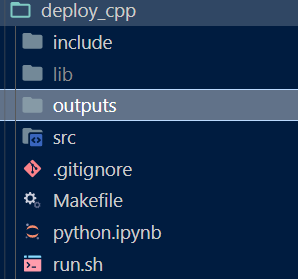 deploy_cpp
include
lib
outputs
src
.gitignore
Makefile
python.ipynb
run.sh